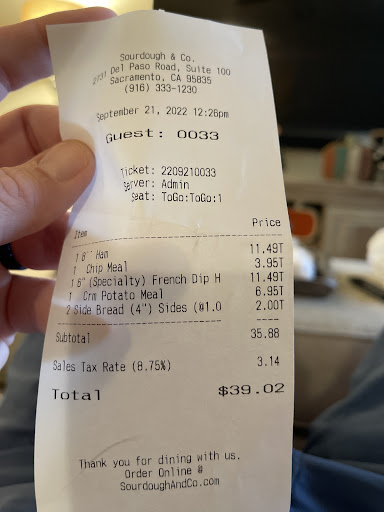 Sourdough & Co.
2731 Del Paso Road, Suite 100
Sacramento, CA 95835
(916) 333-1230
September 21, 2022 12:26pm
Guest: 0033
Ticket: 2209210033
Server: Admin
Seat: ToGo:ToGo:1
Item Price
1 8" Ham 11.49T
1 Chip Meal 3.95T
1 6" (Specialty) French Dip H 11.49T
1 Crm Potato Meal 6.95T
2 Side Bread (4") Sides (@1.0 2.00T
Subtotal 35.88
Sales Tax Rate (8.75%) 3.14
Total $39.02
Thank you for dining with us.
Order Online @
SourdoughAndCo.com